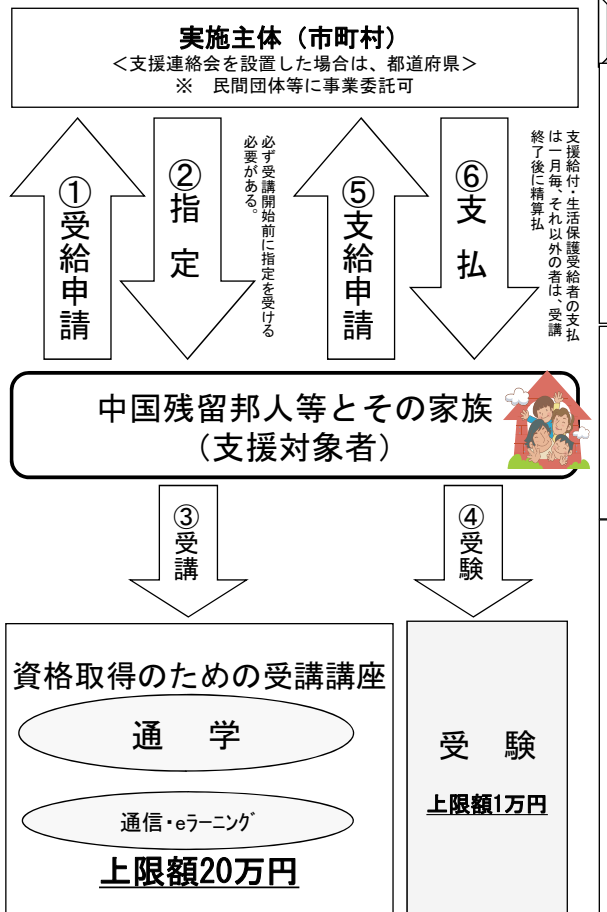 実施主体（市町村）
＜支援連絡会を設置した場合は、都道府県＞
※　民間団体等に事業委託可
①受給申請
②指　定
必ず受講開始前に指定を受ける
必要がある。
⑤支給申請
⑥支　払
支援給付・生活保護受給者の支払
は一月毎、それ以外の者は、受講
終了後に精算払
中国残留邦人等とその家族
（支援対象者）
③受講
④受験
資格取得のための受講講座
通　学
通信・eラーニング
上限額20万円
受　験
上限額1万円